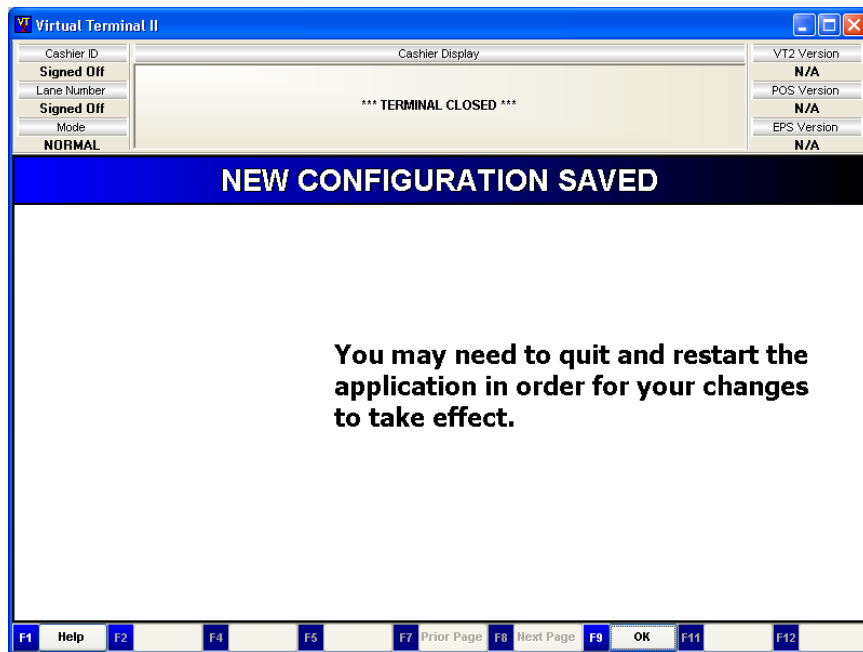 VT Virtual Terminal II
Cashier ID
Signed Off
Lane Number
Signed Off
Mode
NORMAL
Cashier Display
*** TERMINAL CLOSED ***
VT2 Version
N/A
POS Version
N/A
EPS Version
N/A
NEW CONFIGURATION SAVED
You may need to quit and restart the
application in order for your changes
to take effect.
F1 Help F2 F4 F5 F7 Prior Page F8 Next Page F9 OK F11 F12